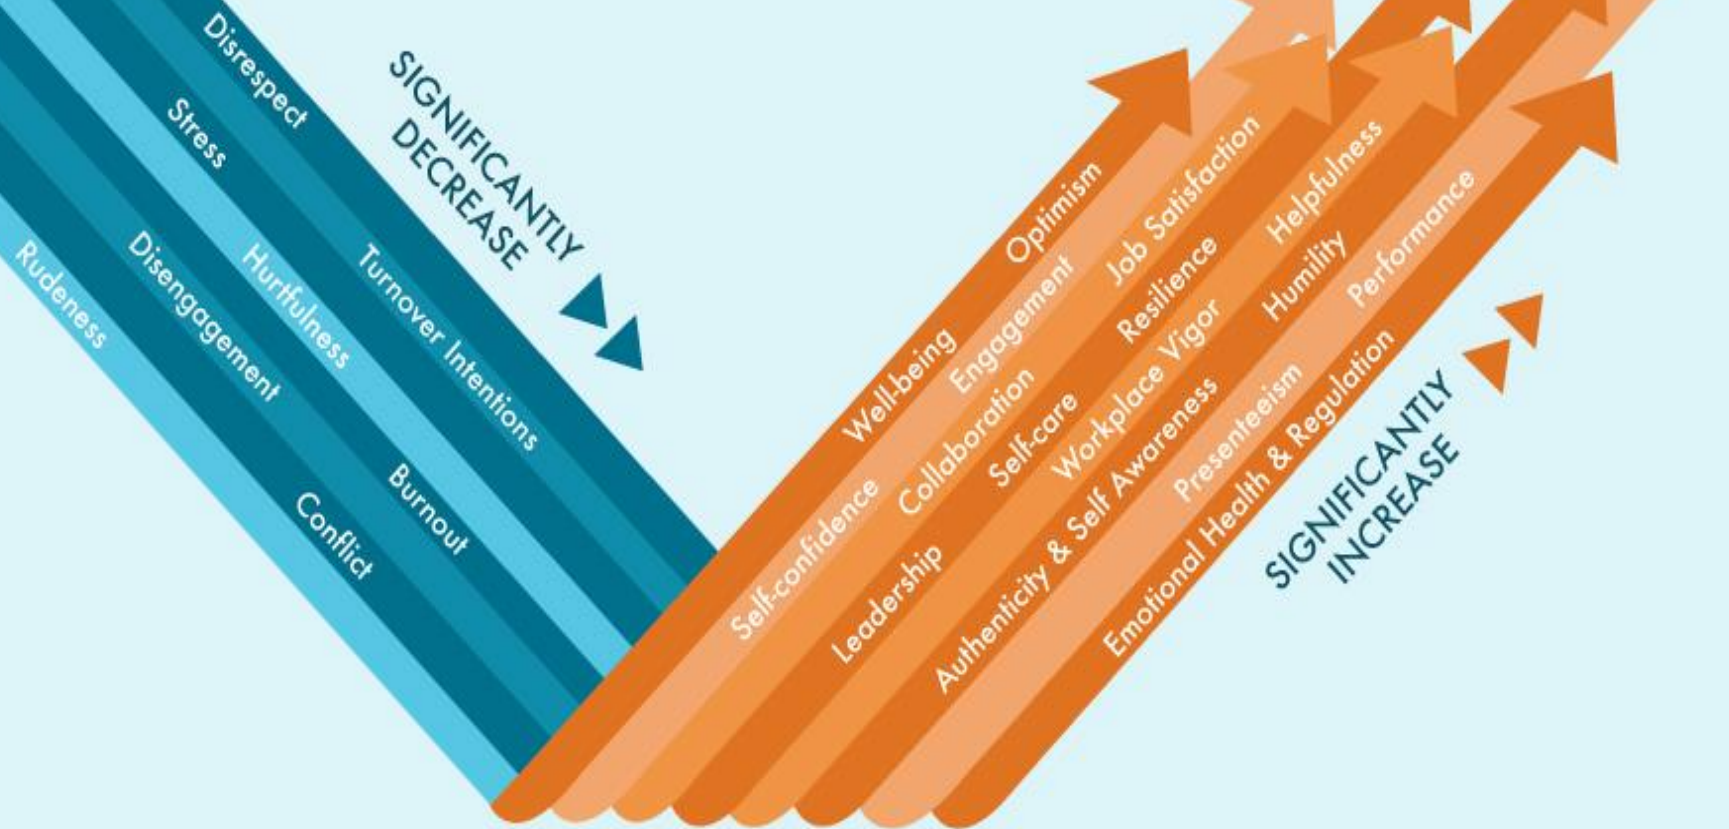 Disrespect
Stress
Turnover Intentions
Hurtfulness
Disengagement
Burnout
Rudeness
Conflict
SIGNIFICANTLY
DECREASE
Well-being
Optimism
Self-confidence
Engagement
Collaboration
Job Satisfaction
Leadership
Self-care
Resilience
Workplace Vigor
Helpfulness
Authenticity & Self Awareness
Humility
Presenteeism
Performance
Emotional Health & Regulation
SIGNIFICANTLY
INCREASE